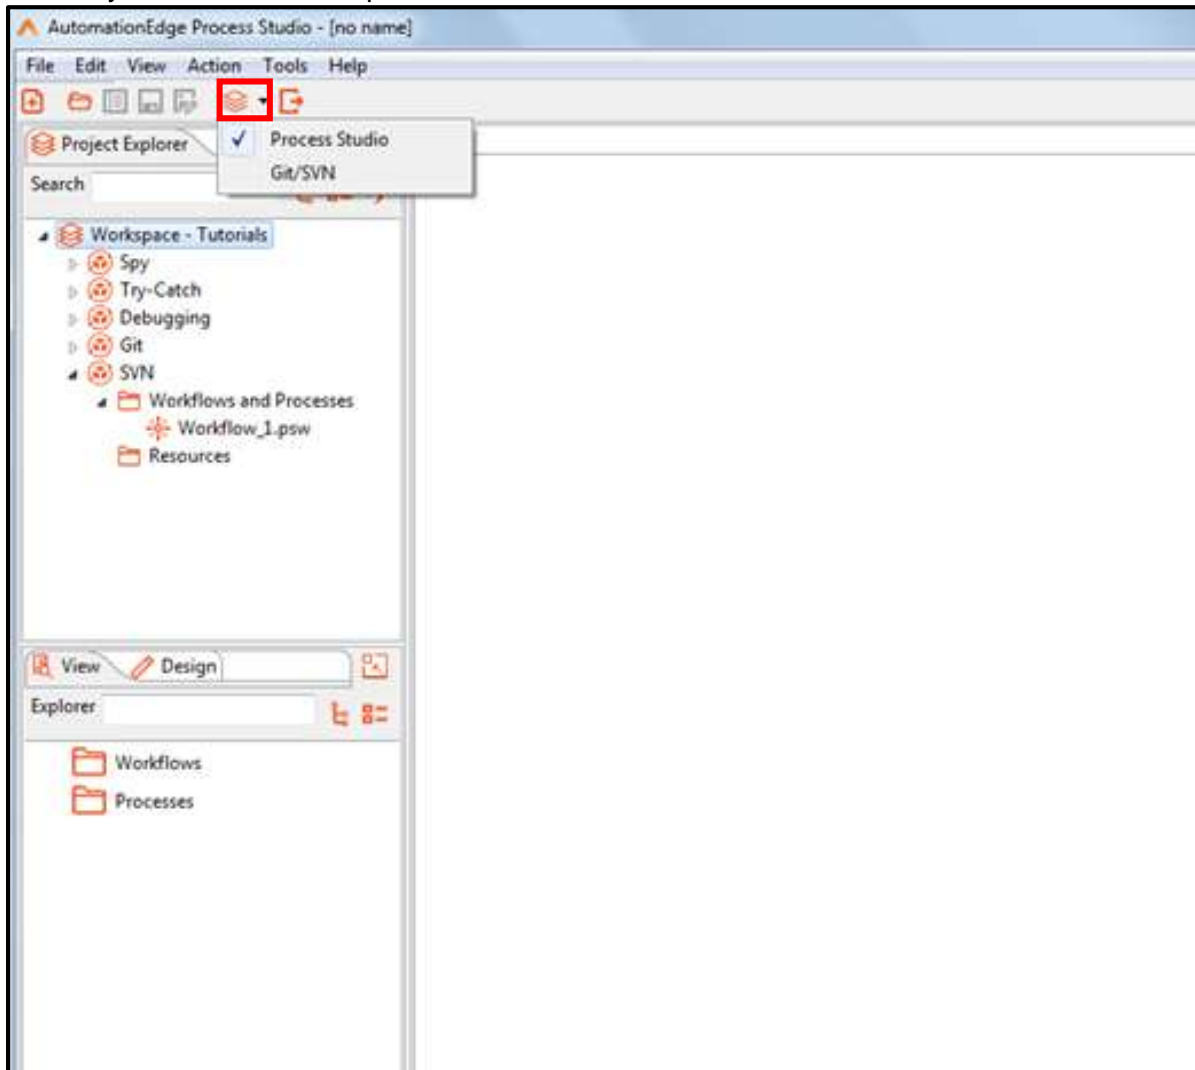 AutomationEdge Process Studio - [no name]
File Edit View Action Tools Help
Project Explorer
Process Studio
Git/SVN
Search
Workspace - Tutorials
Spy
Try-Catch
Debugging
Git
SVN
Workflows and Processes
Workflow_1.psw
Resources
View Design
Explorer
Workflows
Processes